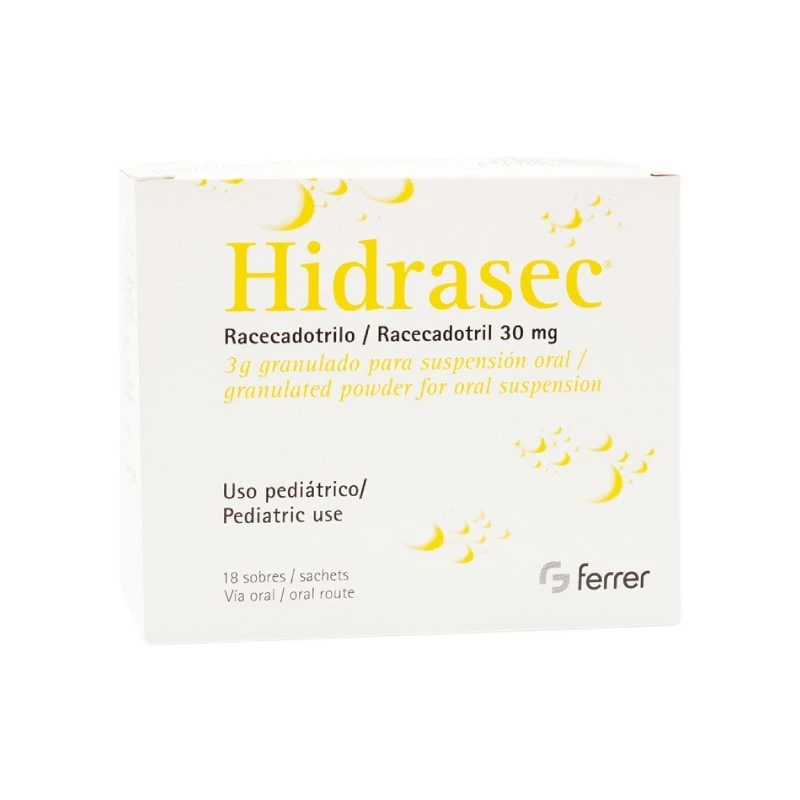 Hidrasec®
Racecadotrilo / Racecadotril 30 mg
3g granulado para suspensión oral /
granulated powder for oral suspension
Uso pediátrico/
Pediatric use
18 sobres / sachets
Vía oral / oral route
ferrer